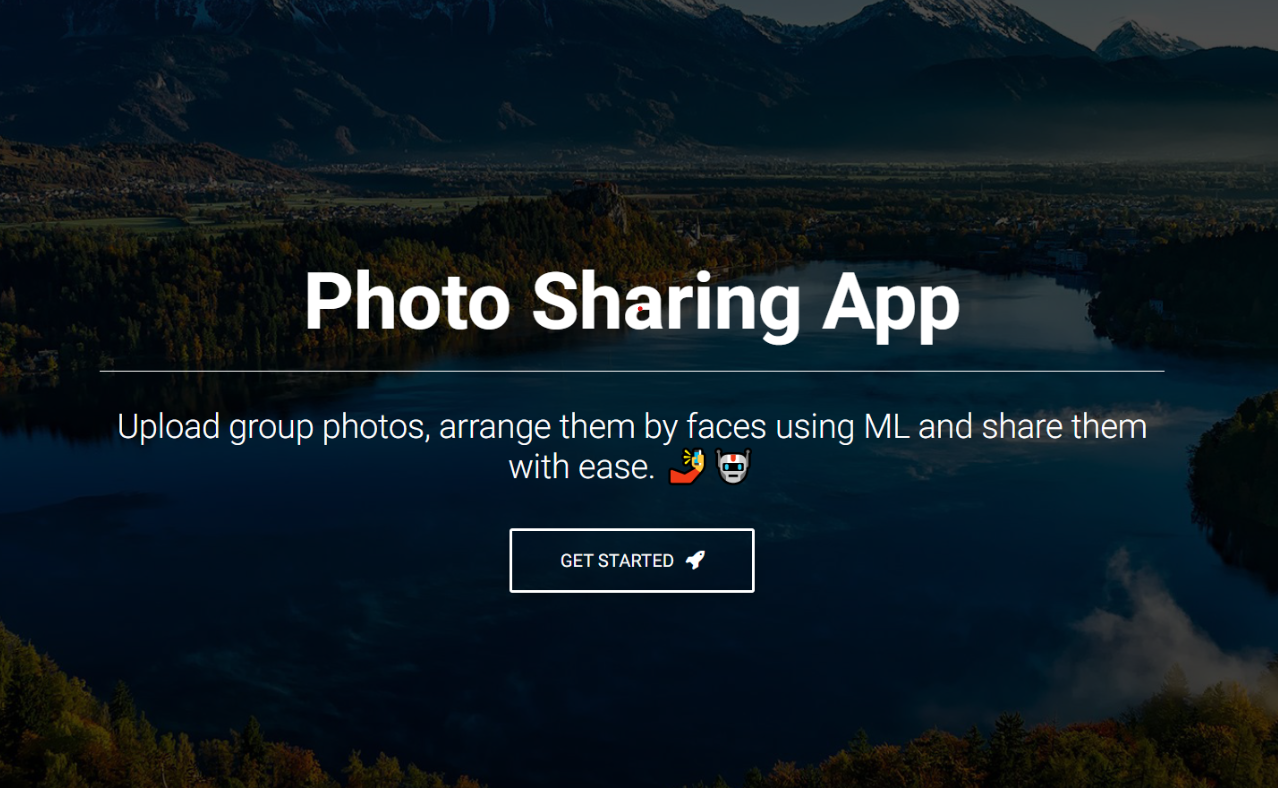 Photo Sharing App
Upload group photos, arrange them by faces using ML and share them
with ease. 🤳 🤖
GET STARTED